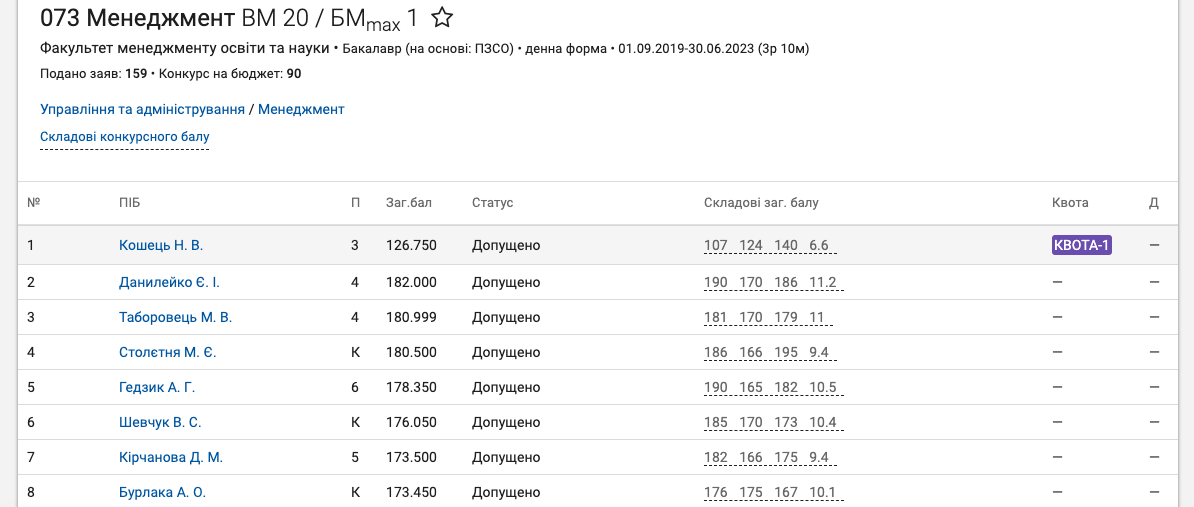 073 Менеджмент ВМ 20 / БМmax 1
Факультет менеджменту освіти та науки • Бакалавр (на основі: ПЗСО) • денна форма • 01.09.2019-30.06.2023 (3р 10м)
Подано заяв: 159 • Конкурс на бюджет: 90
Управління та адміністрування / Менеджмент
Складові конкурсного балу
№ ПІБ П Заг.бал Статус Складові заг. балу Квота Д
1 Кошець Н. В. 3 126.750 Допущено 107 124 140 6.6 КВОТА-1 —
2 Данилейко Є. І. 4 182.000 Допущено 190 170 186 11.2 — —
3 Таборовець М. В. 4 180.999 Допущено 181 170 179 11 — —
4 Столєтня М. Є. К 180.500 Допущено 186 166 195 9.4 — —
5 Гедзик А. Г. 6 178.350 Допущено 190 165 182 10.5 — —
6 Шевчук В. С. К 176.050 Допущено 185 170 173 10.4 — —
7 Кірчанова Д. М. 5 173.500 Допущено 182 166 175 9.4 — —
8 Бурлака А. О. К 173.450 Допущено 176 175 167 10.1 — —